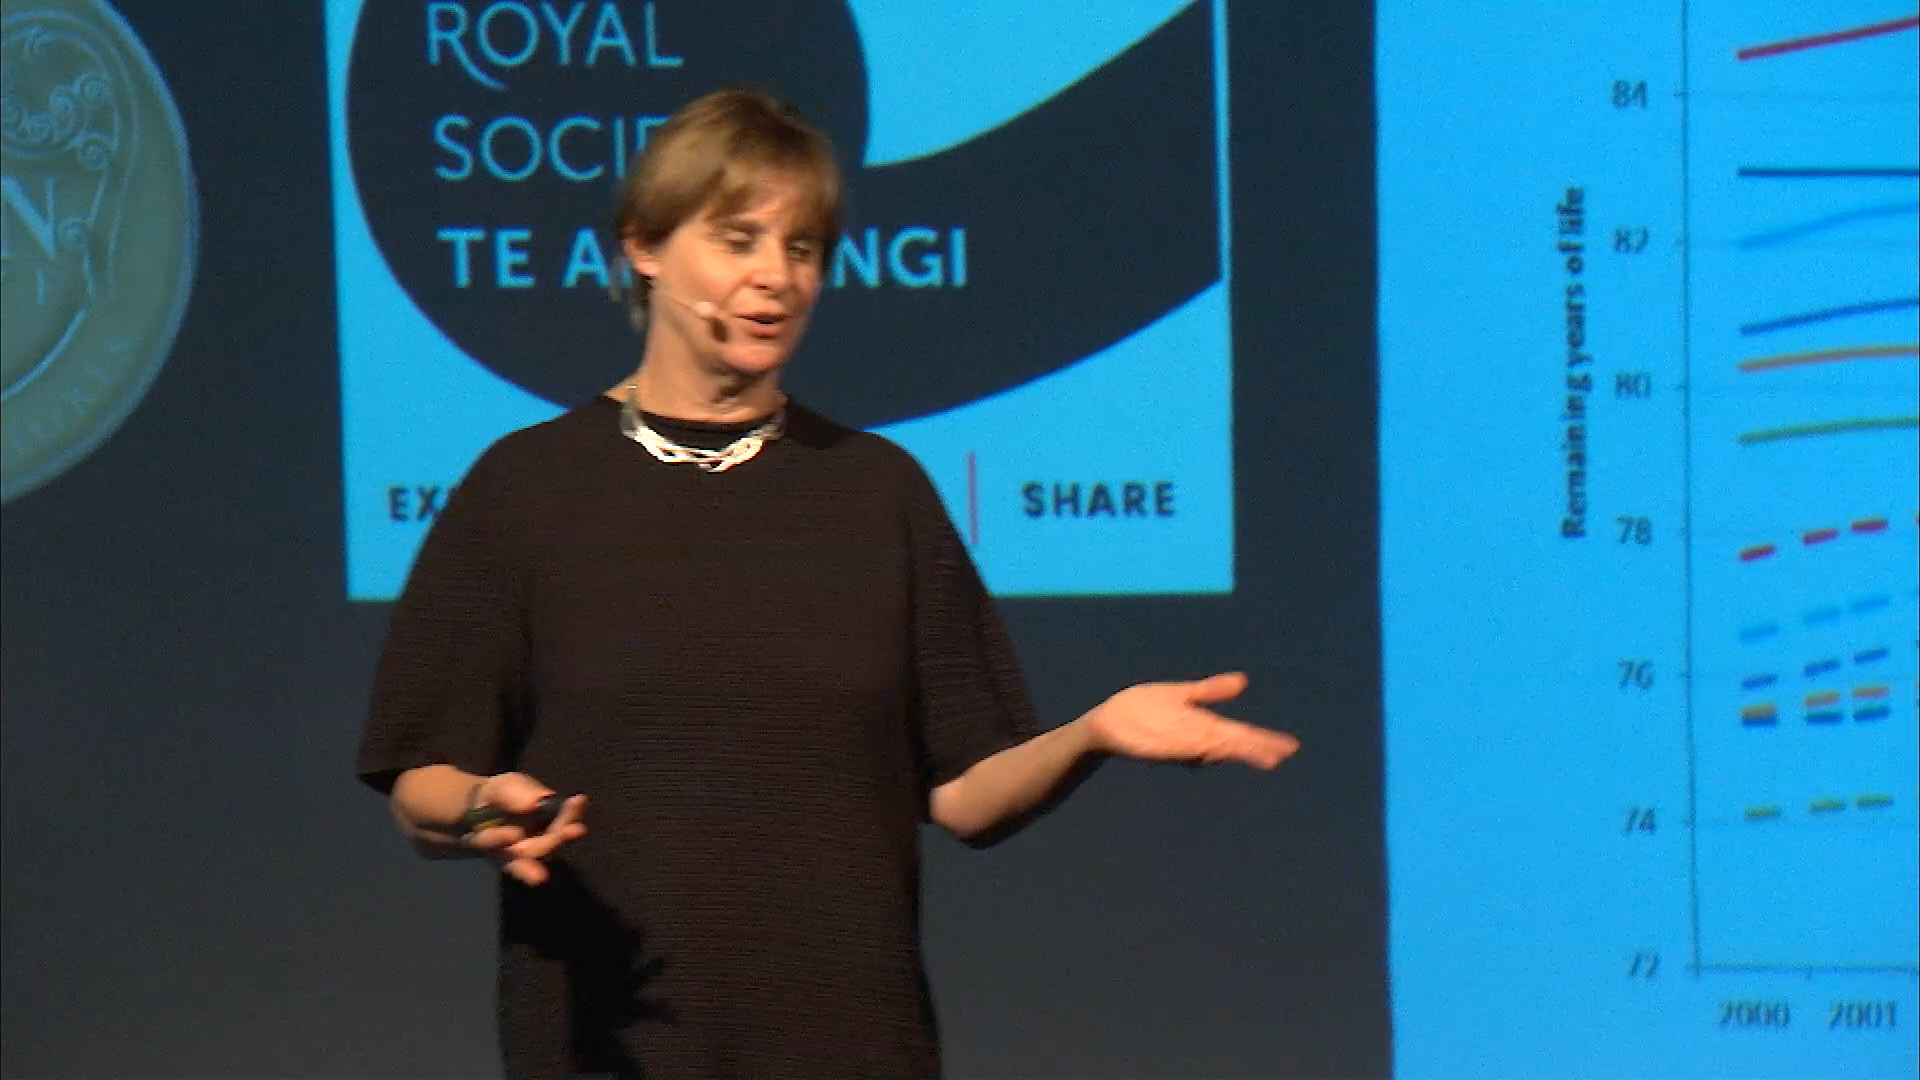 ROYAL
SOCIE
TE A NGI
EX
SHARE
Remaining years of life
84
82
80
78
76
74
72
2000 2001
N